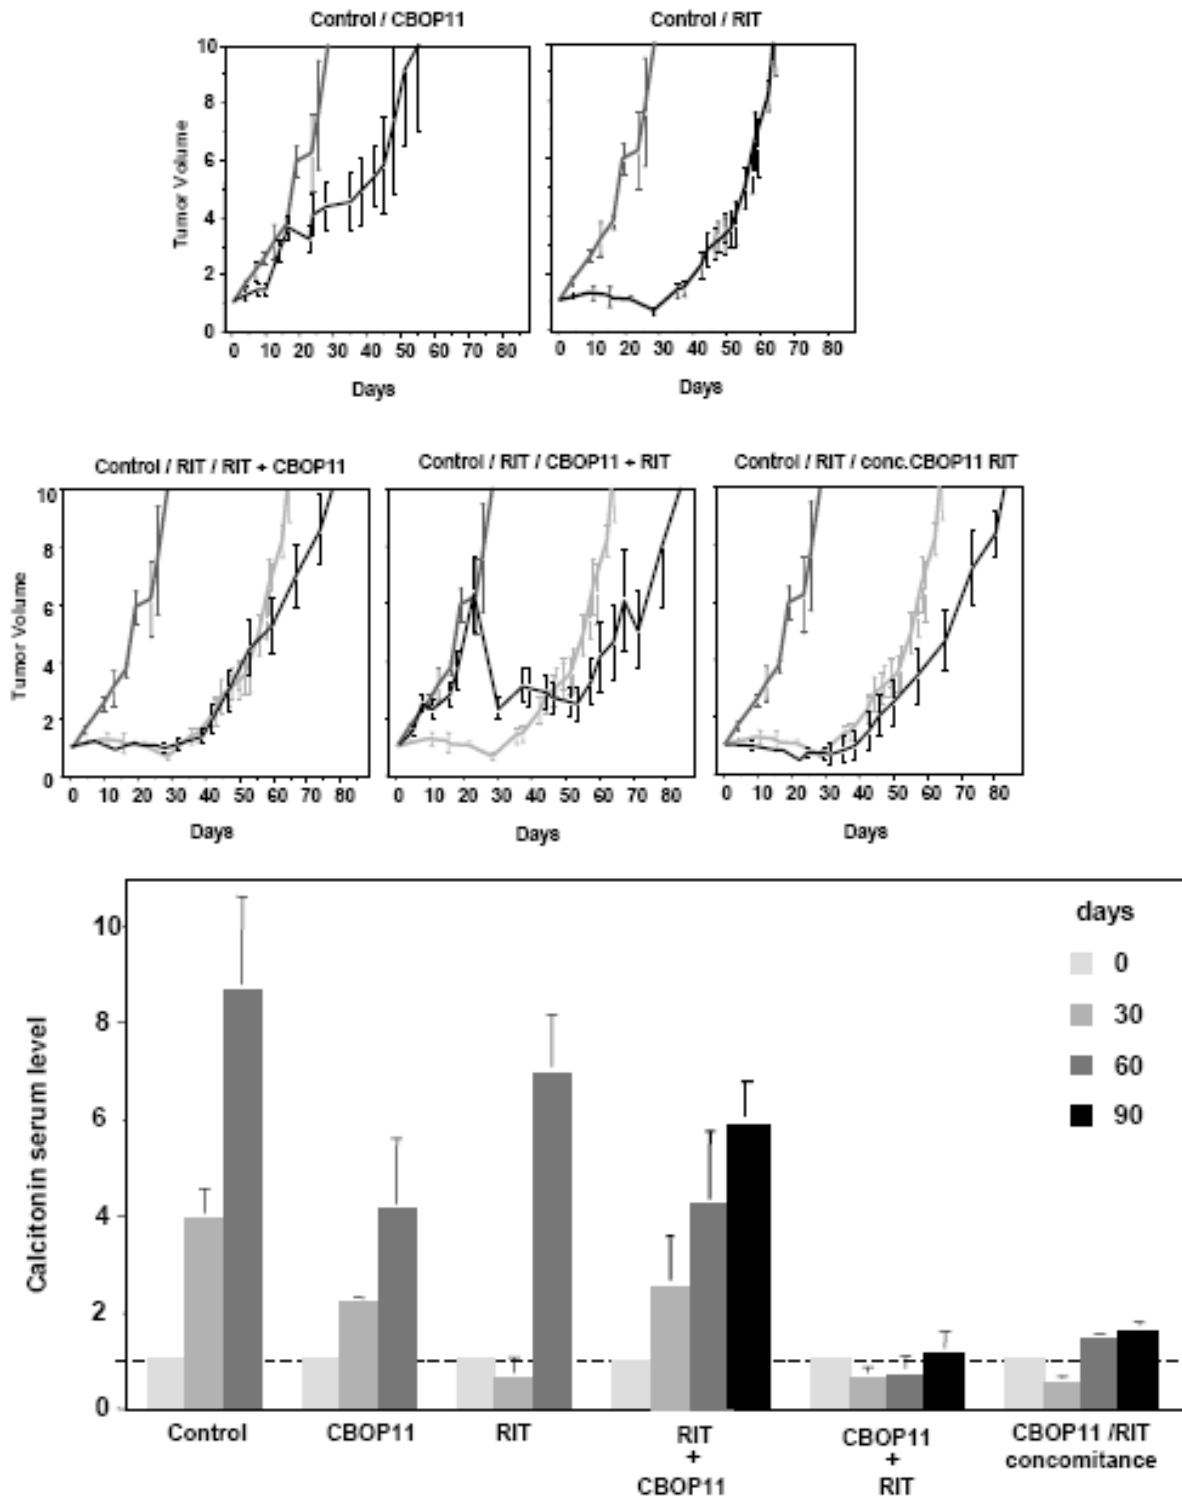 Control / CBOP11
Control / RIT
10
8
6
4
2
0
Tumor Volume
0 10 20 30 40 50 60 70 80
0 10 20 30 40 50 60 70 80
Days
Days
Control / RIT / RIT + CBOP11
Control / RIT / CBOP11 + RIT
Control / RIT / conc.CBOP11 RIT
10
8
6
4
2
0
Tumor Volume
0 10 20 30 40 50 60 70 80
0 10 20 30 40 50 60 70 80
0 10 20 30 40 50 60 70 80
Days
Days
Days
days
0
30
60
90
10
8
6
4
2
0
Calcitonin serum level
Control
CBOP11
RIT
RIT
+
CBOP11
CBOP11
+
RIT
CBOP11 /RIT
concomitance